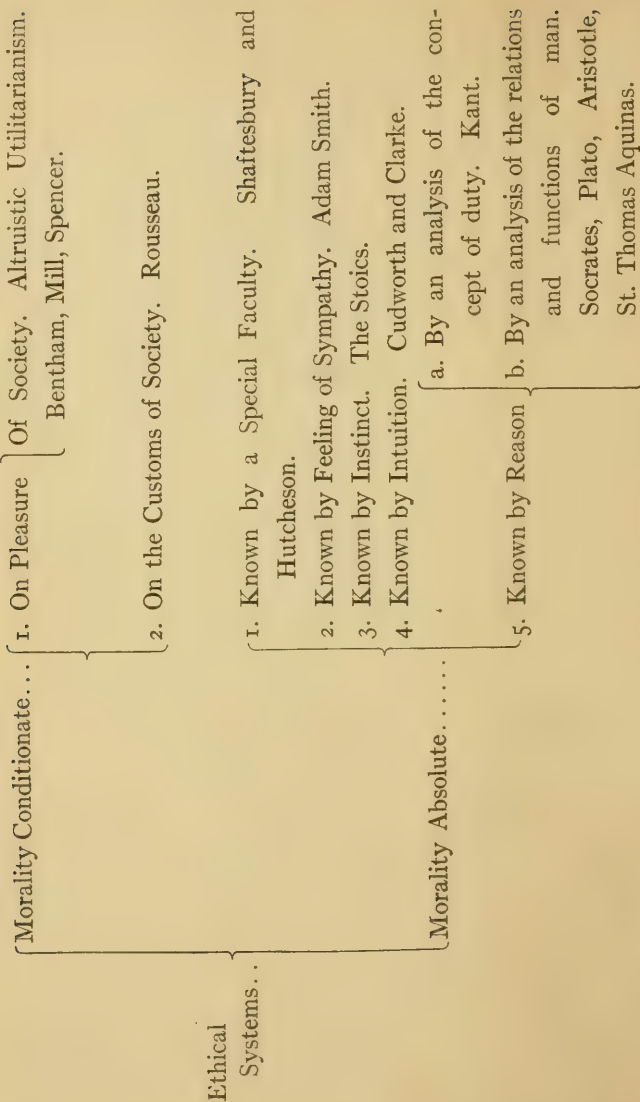 Ethical
Systems..
Morality Conditionate...
1. On Pleasure
Of Society. Altruistic Utilitarianism.
Bentham, Mill, Spencer.
2. On the Customs of Society. Rousseau.
Morality Absolute.......
1. Known by a Special Faculty. Shaftesbury and
Hutcheson.
2. Known by Feeling of Sympathy. Adam Smith.
3. Known by Instinct. The Stoics.
4. Known by Intuition. Cudworth and Clarke.
5. Known by Reason
a. By an analysis of the con-
cept of duty. Kant.
b. By an analysis of the relations
and functions of man.
Socrates, Plato, Aristotle,
St. Thomas Aquinas.